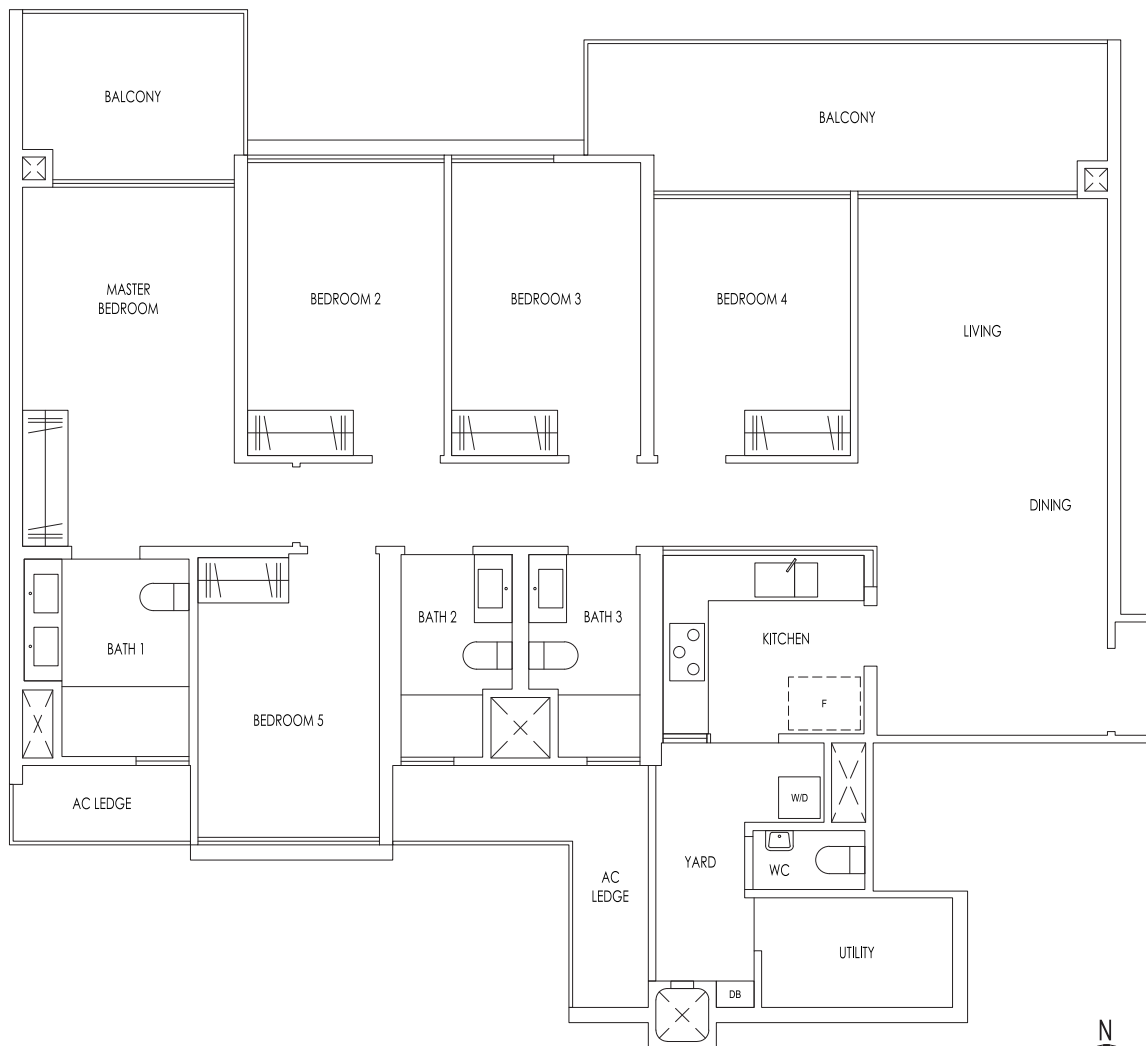 BALCONY
BALCONY
MASTER
BEDROOM
BEDROOM 2
BEDROOM 3
BEDROOM 4
LIVING
DINING
BATH 1
BATH 2
BATH 3
KITCHEN
F
BEDROOM 5
AC LEDGE
W/D
YARD
WC
AC
LEDGE
UTILITY
DB
N